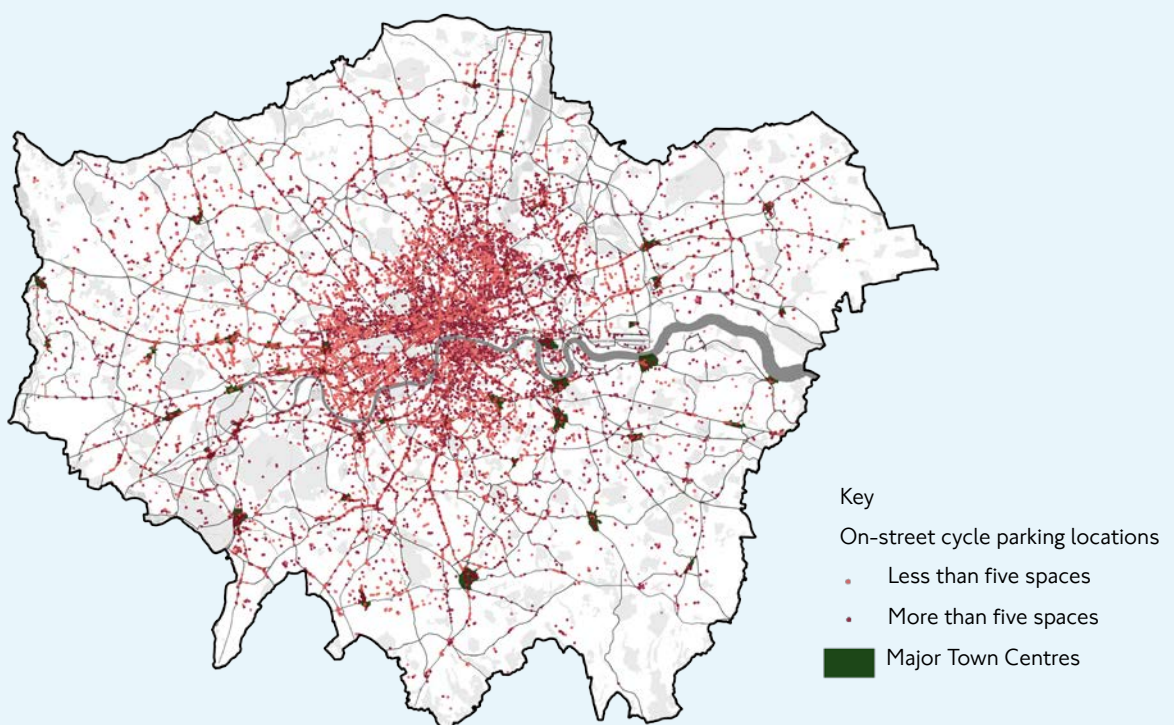 Key
On-street cycle parking locations
Less than five spaces
More than five spaces
Major Town Centres